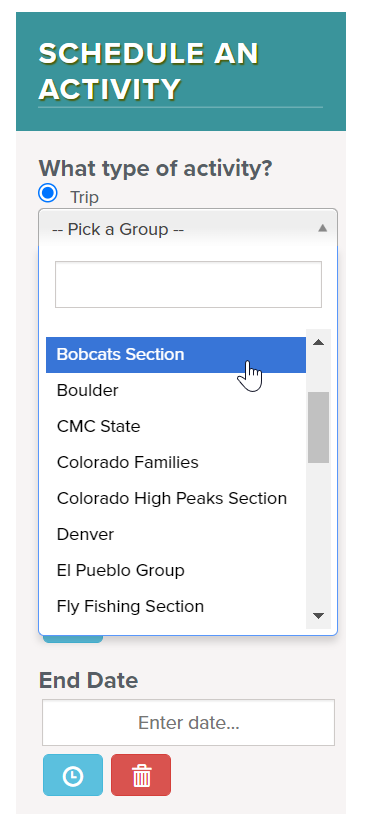 SCHEDULE AN
ACTIVITY
What type of activity?
Trip
-- Pick a Group --
Bobcats Section
Boulder
CMC State
Colorado Families
Colorado High Peaks Section
Denver
El Pueblo Group
Fly Fishing Section
End Date
Enter date...